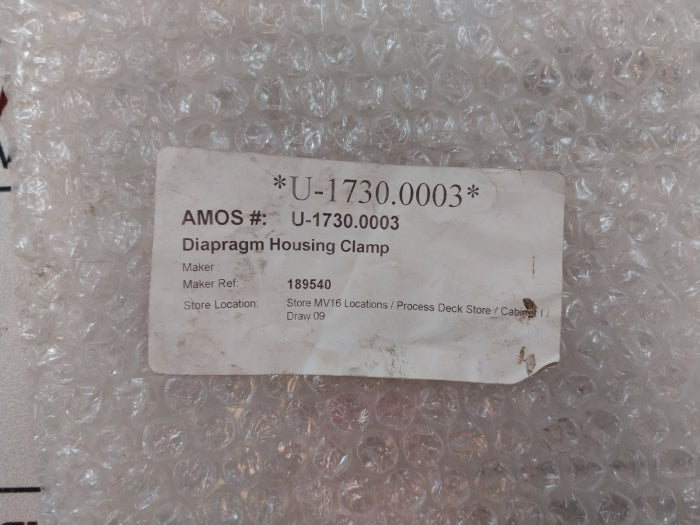 *U-1730.0003*
AMOS #: U-1730.0003
Diapragm Housing Clamp
Maker :
Maker Ref: 189540
Store Location: Store MV16 Locations / Process Deck Store / Cabinet I /
Draw 09